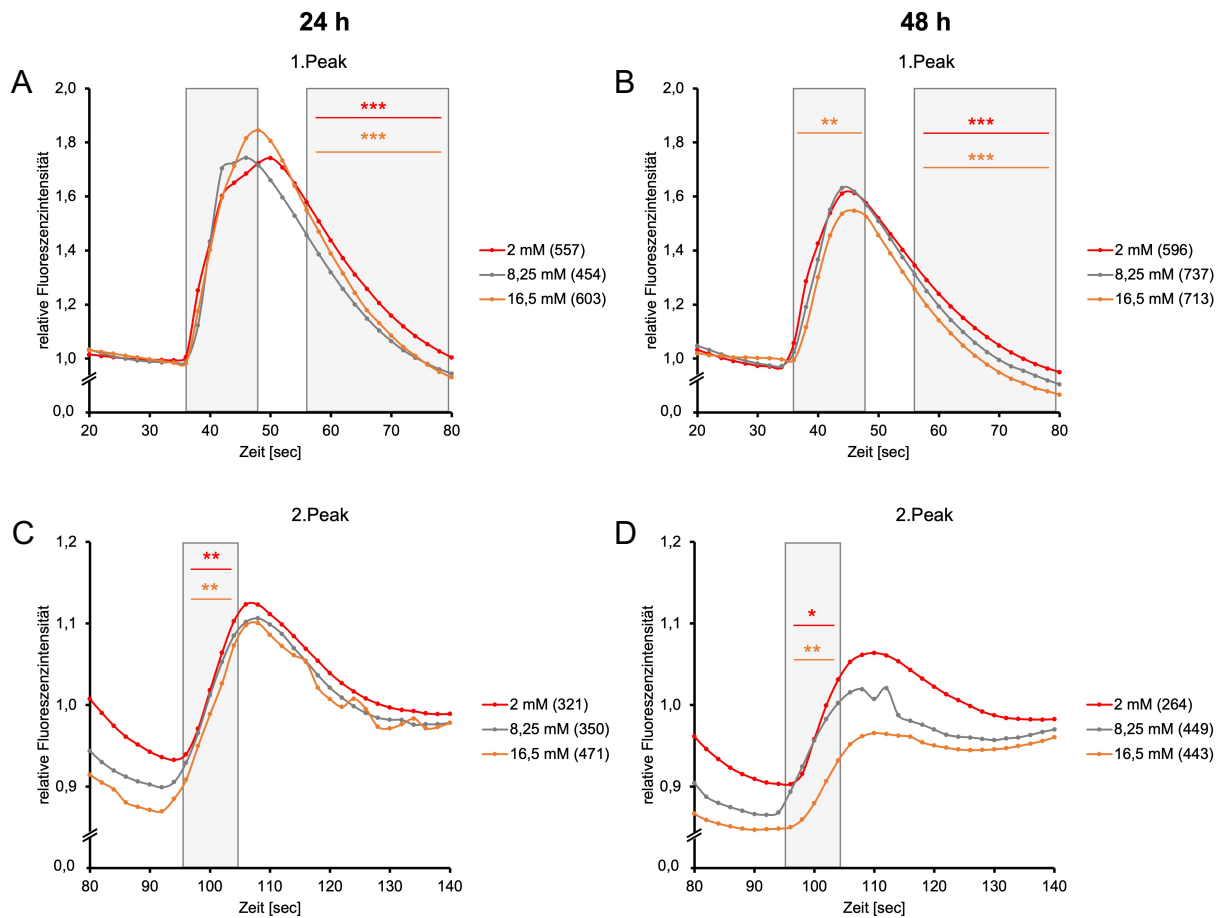 24 h
48 h
A
1.Peak
relative Fluoreszenzintensität
2,0
1,8
1,6
1,4
1,2
1,0
0,0
***
***
20 30 40 50 60 70 80
Zeit [sec]
2 mM (557)
8,25 mM (454)
16,5 mM (603)
B
1.Peak
relative Fluoreszenzintensität
2,0
1,8
1,6
1,4
1,2
1,0
0,0
**
***
***
20 30 40 50 60 70 80
Zeit [sec]
2 mM (596)
8,25 mM (737)
16,5 mM (713)
C
2.Peak
relative Fluoreszenzintensität
1,2
1,1
1,0
0,9
0,0
**
**
80 90 100 110 120 130 140
Zeit [sec]
2 mM (321)
8,25 mM (350)
16,5 mM (471)
D
2.Peak
relative Fluoreszenzintensität
1,2
1,1
1,0
0,9
0,0
*
**
80 90 100 110 120 130 140
Zeit [sec]
2 mM (264)
8,25 mM (449)
16,5 mM (443)